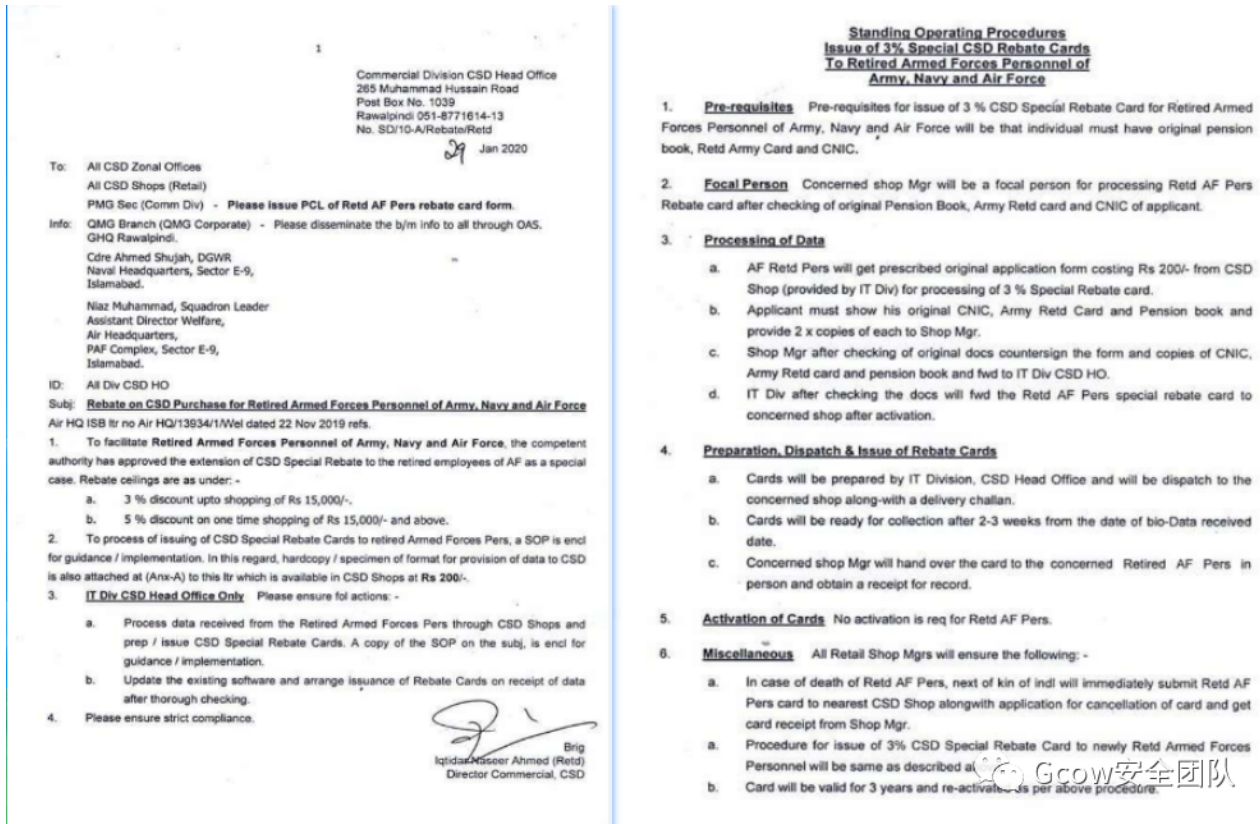 1
Commercial Division CSD Head Office
265 Muhammad Hussain Road
Post Box No. 1039
Rawalpindi 051-8771614-13
No. SD/10-A/Rebate/Retd
29 Jan 2020
To: All CSD Zonal Offices
All CSD Shops (Retail)
PMG Sec (Comm Div) - Please issue PCL of Retd AF Pers rebate card form.
Info: QMG Branch (QMG Corporate) - Please disseminate the b/m info to all through OAS.
GHQ Rawalpindi.
Cdre Ahmed Shujah, DGWR
Naval Headquarters, Sector E-9,
Islamabad.
Niaz Muhammad, Squadron Leader
Assistant Director Welfare,
Air Headquarters,
PAF Complex, Sector E-9,
Islamabad.
ID: All Div CSD HO
Subj: Rebate on CSD Purchase for Retired Armed Forces Personnel of Army, Navy and Air Force
Air HQ ISB ltr no Air HQ/13934/1/Wel dated 22 Nov 2019 refs.
1. To facilitate Retired Armed Forces Personnel of Army, Navy and Air Force, the competent
authority has approved the extension of CSD Special Rebate to the retired employees of AF as a special
case. Rebate ceilings are as under: -
a. 3 % discount upto shopping of Rs 15,000/-.
b. 5 % discount on one time shopping of Rs 15,000/- and above.
2. To process of issuing of CSD Special Rebate Cards to retired Armed Forces Pers, a SOP is encl
for guidance / implementation. In this regard, hardcopy / specimen of format for provision of data to CSD
is also attached at (Anx-A) to this ltr which is available in CSD Shops at Rs 200/-.
3. IT Div CSD Head Office Only Please ensure fol actions: -
a. Process data received from the Retired Armed Forces Pers through CSD Shops and
prep / issue CSD Special Rebate Cards. A copy of the SOP on the subj, is encl for
guidance / implementation.
b. Update the existing software and arrange issuance of Rebate Cards on receipt of data
after thorough checking.
4. Please ensure strict compliance.
Brig
Iqtidar Naseer Ahmed (Retd)
Director Commercial, CSD
Standing Operating Procedures
Issue of 3% Special CSD Rebate Cards
To Retired Armed Forces Personnel of
Army, Navy and Air Force
1. Pre-requisites Pre-requisites for issue of 3 % CSD Special Rebate Card for Retired Armed
Forces Personnel of Army, Navy and Air Force will be that individual must have original pension
book, Retd Army Card and CNIC.
2. Focal Person Concerned shop Mgr will be a focal person for processing Retd AF Pers
Rebate card after checking of original Pension Book, Army Retd card and CNIC of applicant.
3. Processing of Data
a. AF Retd Pers will get prescribed original application form costing Rs 200/- from CSD
Shop (provided by IT Div) for processing of 3 % Special Rebate card.
b. Applicant must show his original CNIC, Army Retd Card and Pension book and
provide 2 x copies of each to Shop Mgr.
c. Shop Mgr after checking of original docs countersign the form and copies of CNIC,
Army Retd card and pension book and fwd to IT Div CSD HO.
d. IT Div after checking the docs will fwd the Retd AF Pers special rebate card to
concerned shop after activation.
4. Preparation, Dispatch & Issue of Rebate Cards
a. Cards will be prepared by IT Division, CSD Head Office and will be dispatch to the
concerned shop along-with a delivery challan.
b. Cards will be ready for collection after 2-3 weeks from the date of bio-Data received
date.
c. Concerned shop Mgr will hand over the card to the concerned Retired AF Pers in
person and obtain a receipt for record.
5. Activation of Cards No activation is req for Retd AF Pers.
6. Miscellaneous All Retail Shop Mgrs will ensure the following: -
a. In case of death of Retd AF Pers, next of kin of indl will immediately submit Retd AF
Pers card to nearest CSD Shop alongwith application for cancellation of card and get
card receipt from Shop Mgr.
a. Procedure for issue of 3% CSD Special Rebate Card to newly Retd Armed Forces
Personnel will be same as described
b. Card will be valid for 3 years and re-activated as per above procedure.
Gcow安全团队